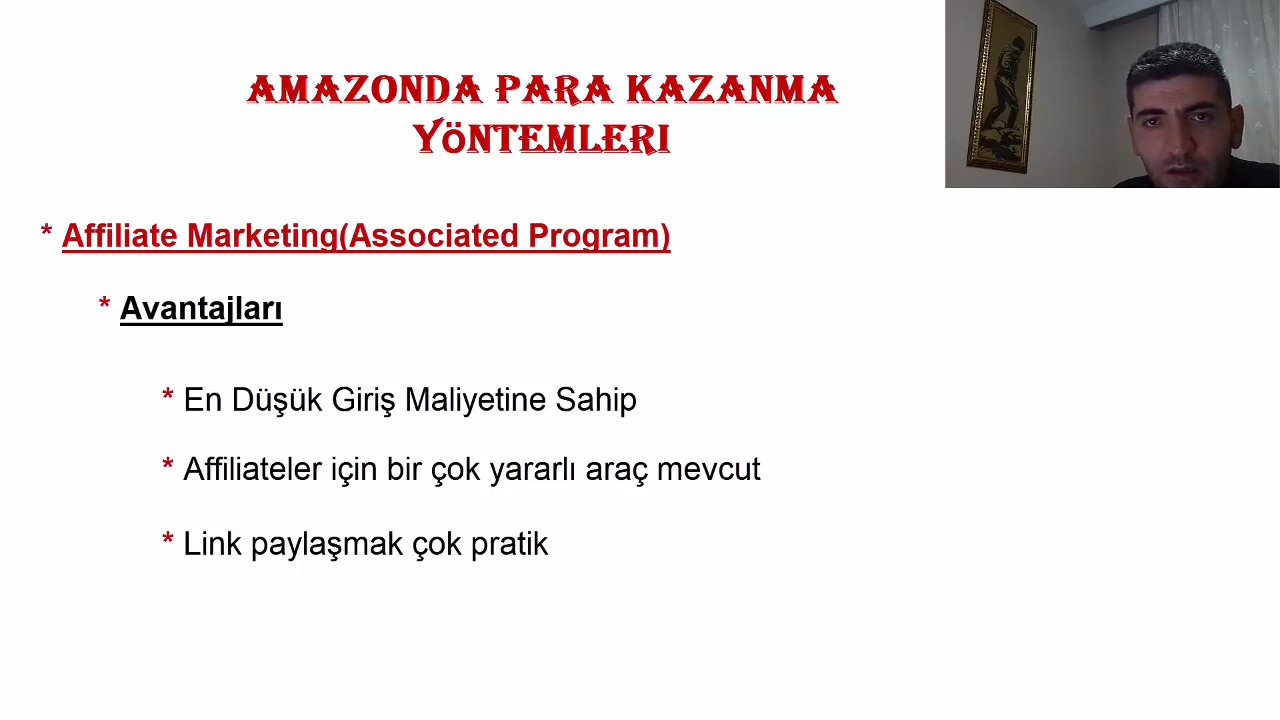 AMAZONDA PARA KAZANMA
YÖNTEMLERI
* Affiliate Marketing(Associated Program)
* Avantajları
* En Düşük Giriş Maliyetine Sahip
* Affiliateler için bir çok yararlı araç mevcut
* Link paylaşmak çok pratik